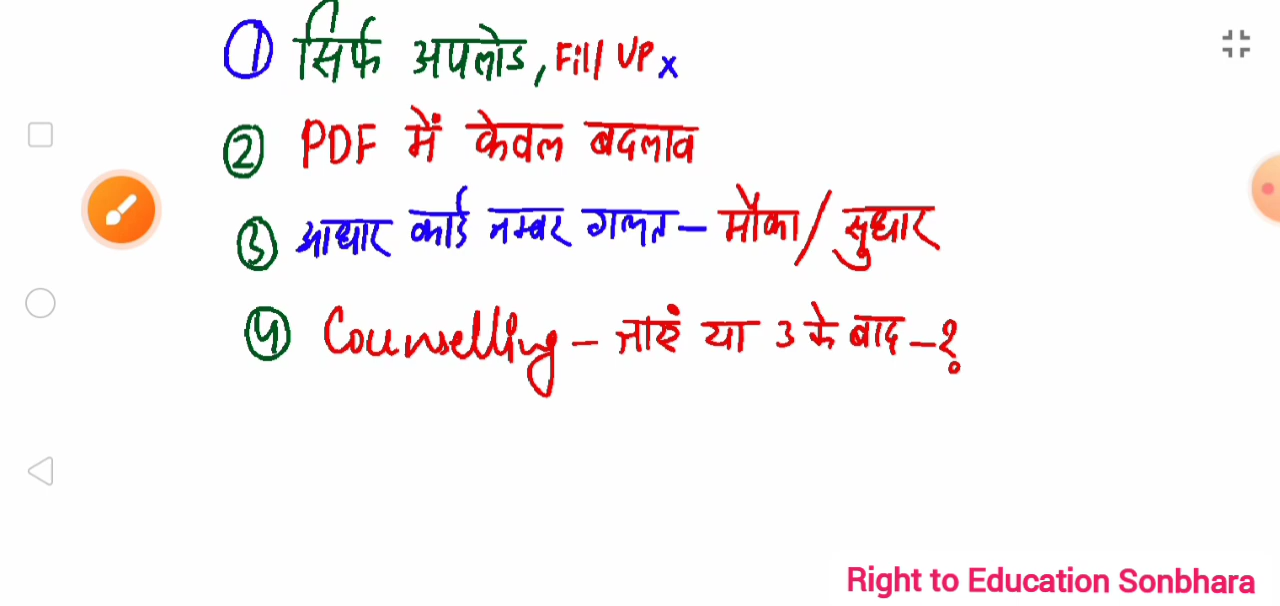 ① सिर्फ अपलोड, Fill UP x
② PDF में केवल बदलाव
③ आधार कार्ड नम्बर गलत – मौका / सुधार
④ Counselling – जाएं या 3 के बाद – ?
Right to Education Sonbhara